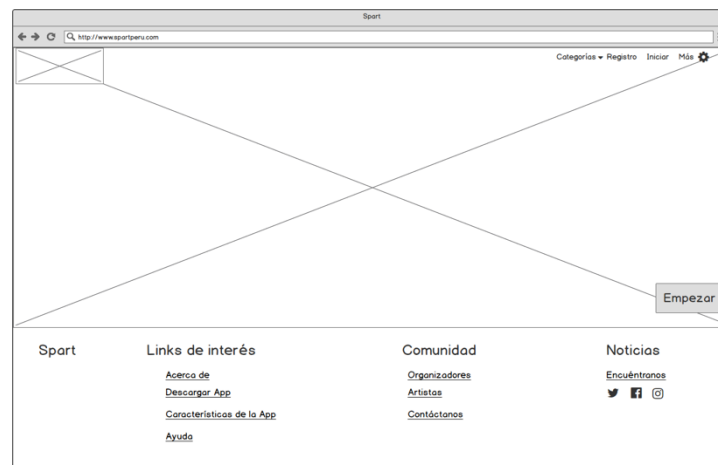 Spart
http://www.spartperu.com
Categorías Registro Iniciar Más
Empezar
Spart Links de interés Comunidad Noticias
Acerca de Organizadores Encuéntranos
Descargar App Artistas
Características de la App Contáctanos
Ayuda